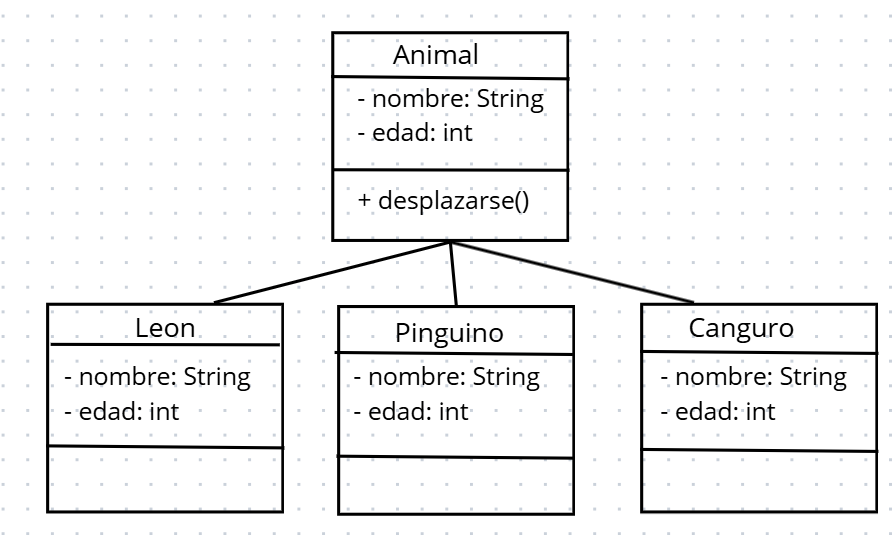 Animal
- nombre: String
- edad: int
+ desplazarse()
Leon
- nombre: String
- edad: int
Pinguino
- nombre: String
- edad: int
Canguro
- nombre: String
- edad: int